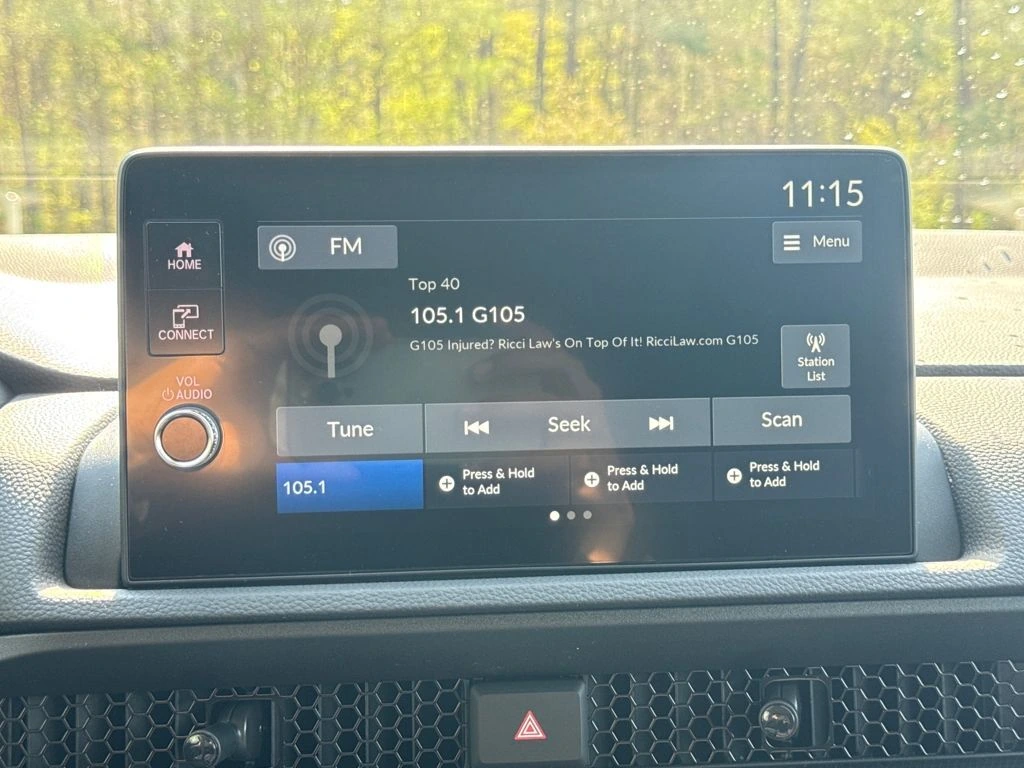 11:15
HOME
FM
Menu
Top 40
105.1 G105
CONNECT
G105 Injured? Ricci Law's On Top Of It! RicciLaw.com G105
Station
List
VOL
AUDIO
Tune
Seek
Scan
105.1
Press & Hold
to Add
Press & Hold
to Add
Press & Hold
to Add